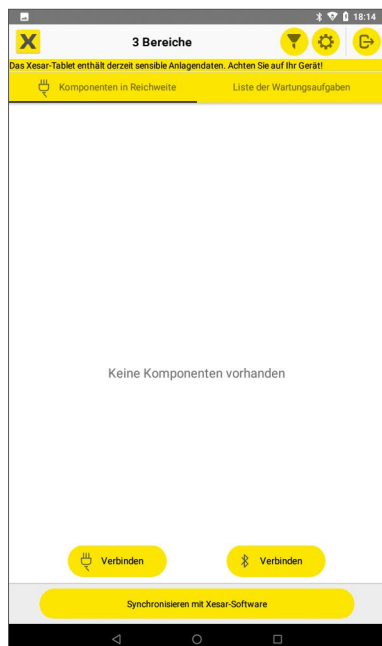 18:14
X
3 Bereiche
Das Xesar-Tablet enthält derzeit sensible Anlagendaten. Achten Sie auf Ihr Gerät!
Komponenten in Reichweite
Liste der Wartungsaufgaben
Keine Komponenten vorhanden
Verbinden
Verbinden
Synchronisieren mit Xesar-Software